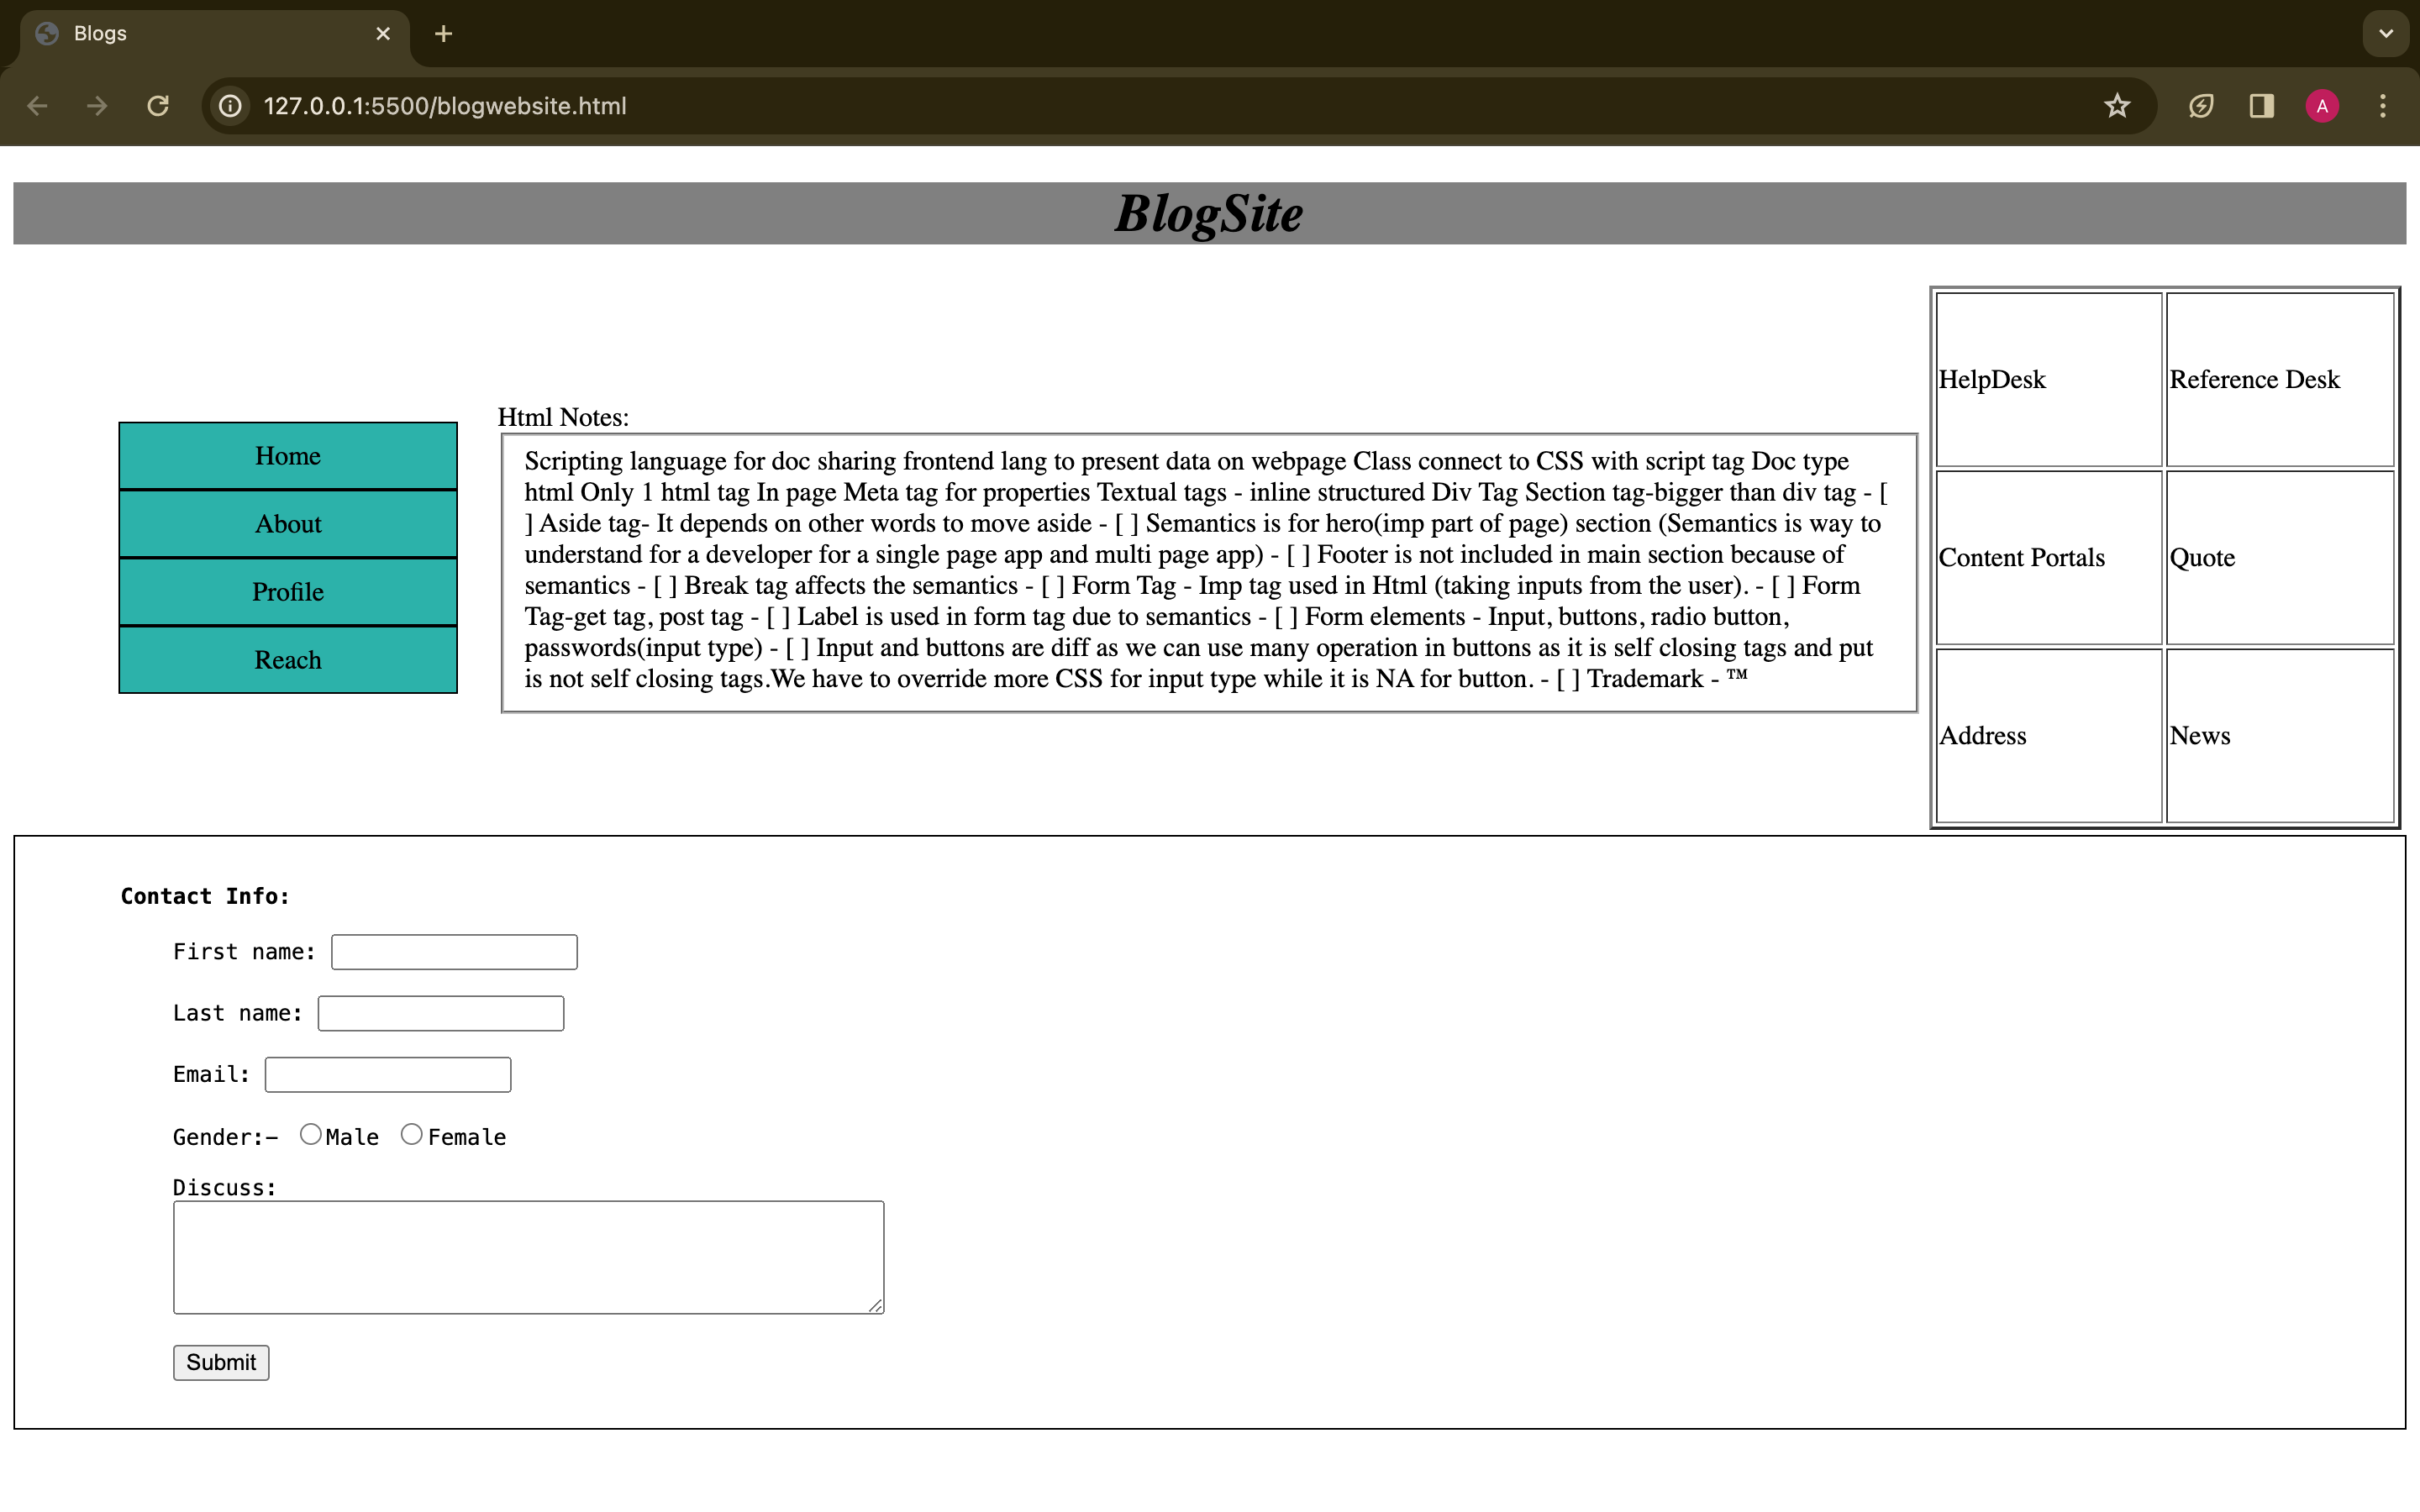 Blogs
127.0.0.1:5500/blogwebsite.html
A
BlogSite
Home
About
Profile
Reach
Html Notes:
Scripting language for doc sharing frontend lang to present data on webpage Class connect to CSS with script tag Doc type
html Only 1 html tag In page Meta tag for properties Textual tags - inline structured Div Tag Section tag-bigger than div tag - [
] Aside tag- It depends on other words to move aside - [ ] Semantics is for hero(imp part of page) section (Semantics is way to
understand for a developer for a single page app and multi page app) - [ ] Footer is not included in main section because of
semantics - [ ] Break tag affects the semantics - [ ] Form Tag - Imp tag used in Html (taking inputs from the user). - [ ] Form
Tag-get tag, post tag - [ ] Label is used in form tag due to semantics - [ ] Form elements - Input, buttons, radio button,
passwords(input type) - [ ] Input and buttons are diff as we can use many operation in buttons as it is self closing tags and put
is not self closing tags.We have to override more CSS for input type while it is NA for button. - [ ] Trademark - ™
HelpDesk
Reference Desk
Content Portals
Quote
Address
News
Contact Info:
First name:
Last name:
Email:
Gender:- Male Female
Discuss:
Submit